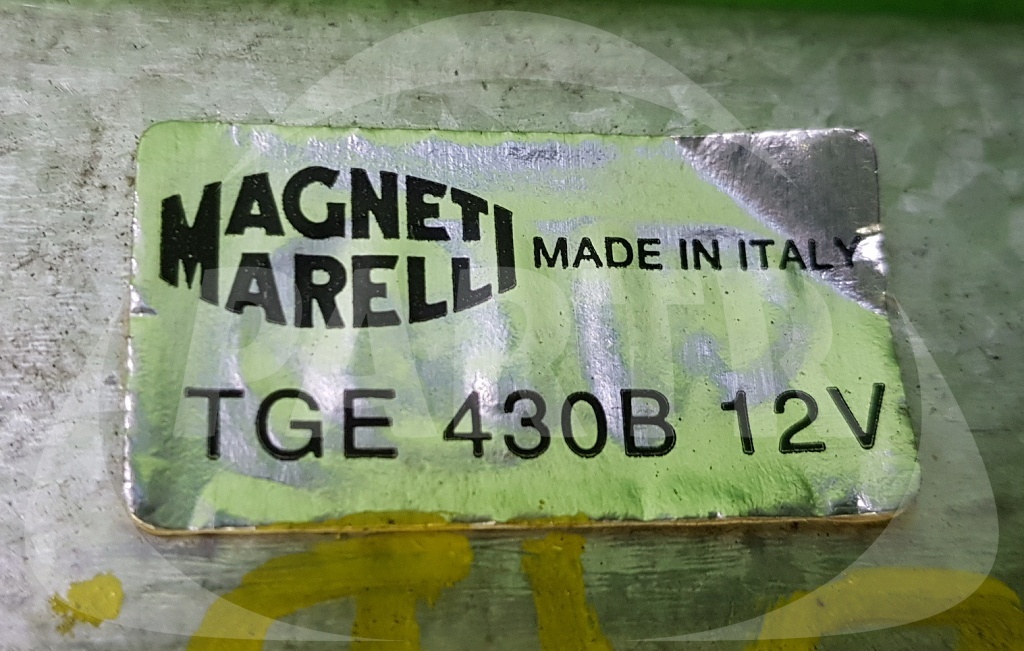 MAGNETI
MARELLI
MADE IN ITALY
TGE 430B 12V